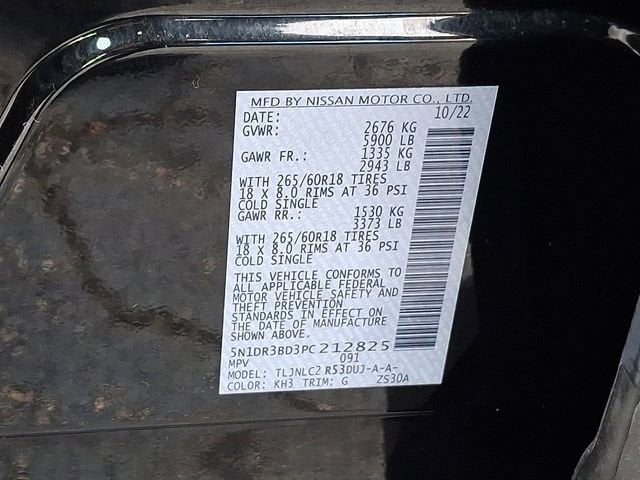 MFD BY NISSAN MOTOR CO., LTD.
DATE: 10/22
GVWR: 2676 KG
5900 LB
GAWR FR.: 1335 KG
2943 LB
WITH 265/60R18 TIRES
18 X 8.0 RIMS AT 36 PSI
COLD SINGLE
GAWR RR.: 1530 KG
3373 LB
WITH 265/60R18 TIRES
18 X 8.0 RIMS AT 36 PSI
COLD SINGLE
THIS VEHICLE CONFORMS TO
ALL APPLICABLE FEDERAL
MOTOR VEHICLE SAFETY AND
THEFT PREVENTION
STANDARDS IN EFFECT ON
THE DATE OF MANUFACTURE
SHOWN ABOVE.
5N1DR3BD3PC212825
MPV 091
MODEL: TLJNLC2 R53DUJ-A-A-
COLOR: KH3 TRIM: G ZS30A